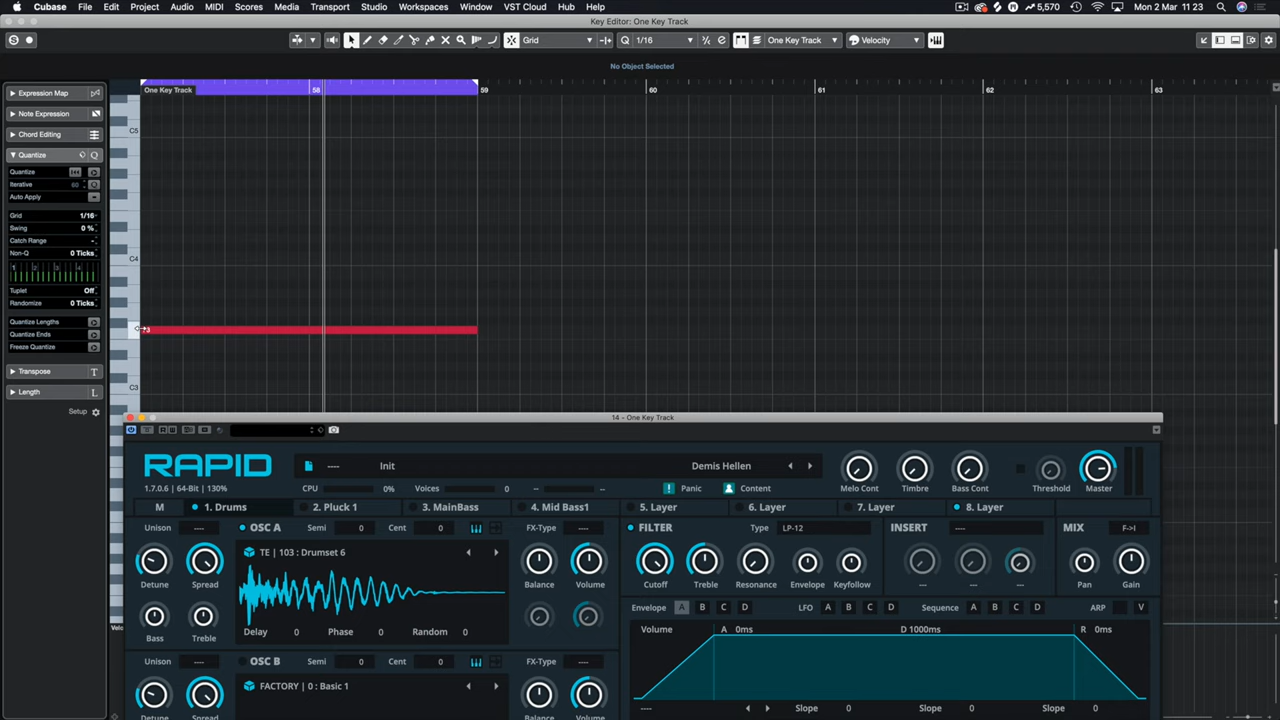 Cubase File Edit Project Audio MIDI Scores Media Transport Studio Workspaces Window VST Cloud Hub Help 5,570 Mon 2 Mar 11 23
Key Editor: One Key Track
S Grid Q 1/16 One Key Track Velocity
No Object Selected
Expression Map
Note Expression
Chord Editing
Quantize Q
Quantize
Iterative 60
Auto Apply
Grid 1/16
Swing 0 %
Catch Range -
Non-Q 0 Ticks
1 2 3 4
Tuplet Off
Randomize 0 Ticks
Quantize Lengths
Quantize Ends
Freeze Quantize
Transpose T
Length L
Setup
One Key Track 58 59 60 61 62 63
C5
C4
C3
14 - One Key Track
RAPID
1.7.0.6 | 64-Bit | 130%
---- Init Demis Hellen
CPU 0% Voices 0 -- --
! Panic Content
Melo Cont Timbre Bass Cont Threshold Master
M 1. Drums 2. Pluck 1 3. MainBass 4. Mid Bass1 5. Layer 6. Layer 7. Layer 8. Layer
Unison ---- OSC A Semi 0 Cent 0 FX-Type ----
TE | 103 : Drumset 6
Detune Spread Balance Volume
Bass Treble
Delay 0 Phase 0 Random 0
Unison ---- OSC B Semi 0 Cent 0 FX-Type ----
FACTORY | 0 : Basic 1
Detune Spread Balance Volume
FILTER Type LP-12 INSERT ---- MIX F->I
Cutoff Treble Resonance Envelope Keyfollow --- --- --- Pan Gain
Envelope A B C D LFO A B C D Sequence A B C D ARP V
Volume A 0ms D 1000ms R 0ms
---- Slope 0 Slope 0